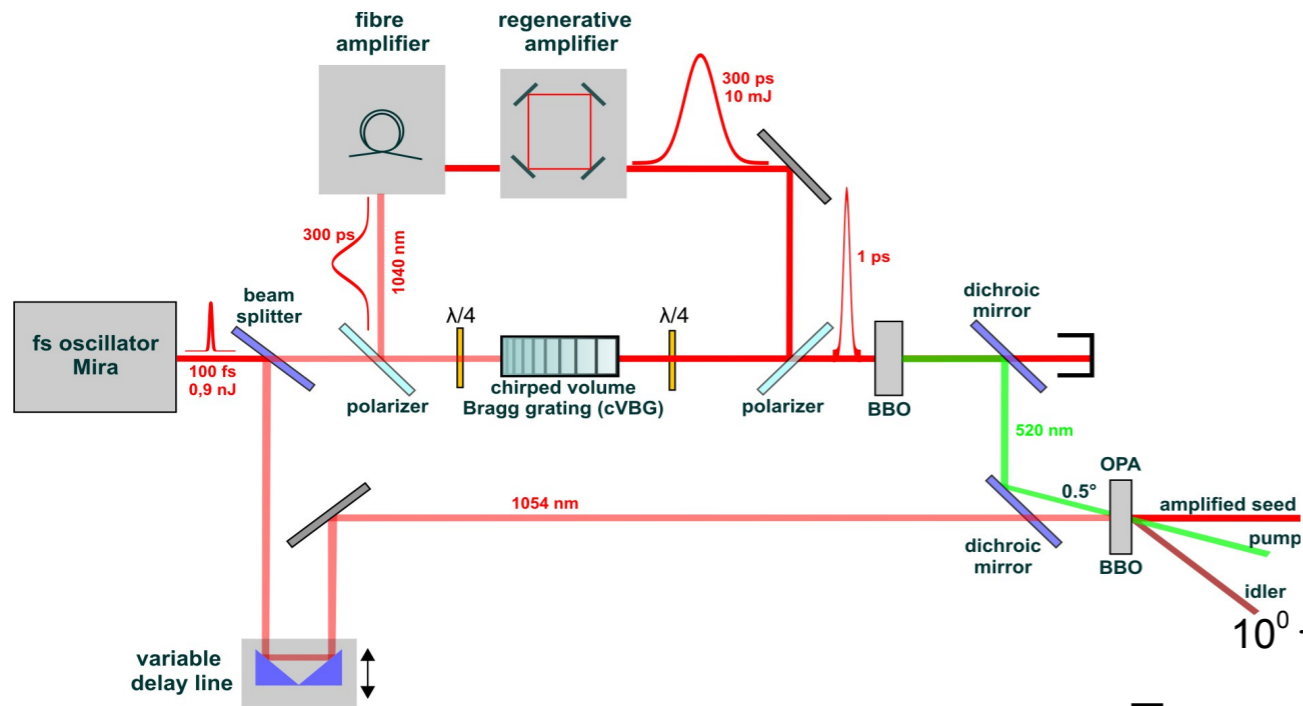 fibre
amplifier
regenerative
amplifier
300 ps
10 mJ
300 ps
1040 nm
1 ps
beam
splitter
λ/4
λ/4
dichroic
mirror
fs oscillator
Mira
100 fs
0,9 nJ
polarizer
chirped volume
Bragg grating (cVBG)
polarizer
BBO
520 nm
OPA
0.5°
1054 nm
amplified seed
pump
dichroic
mirror
BBO
idler
10⁰
variable
delay line